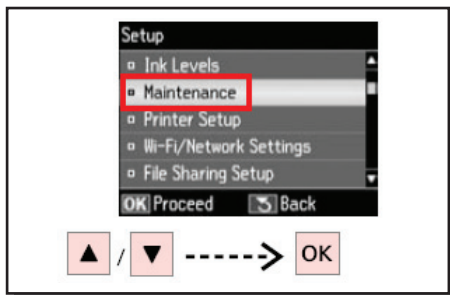 Setup
Ink Levels
Maintenance
Printer Setup
Wi-Fi/Network Settings
File Sharing Setup
OK Proceed Back
/ OK